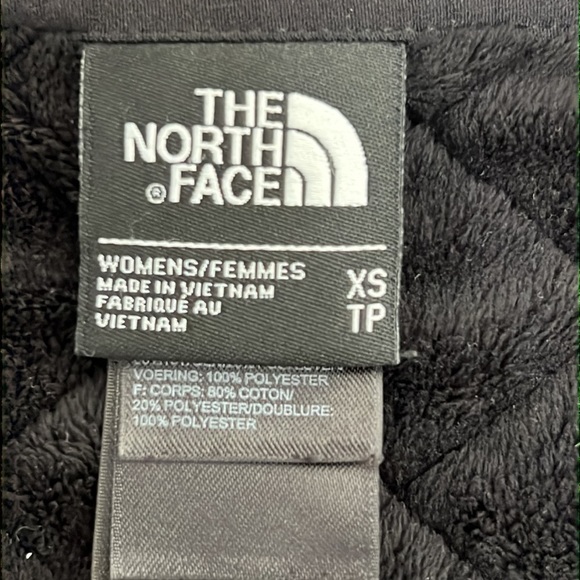 THE
NORTH
® FACE
WOMENS/FEMMES XS
MADE IN VIETNAM
FABRIQUÉ AU TP
VIETNAM
VOERING: 100% POLYESTER
F: CORPS: 80% COTON/
20% POLYESTER/DOUBLURE:
100% POLYESTER